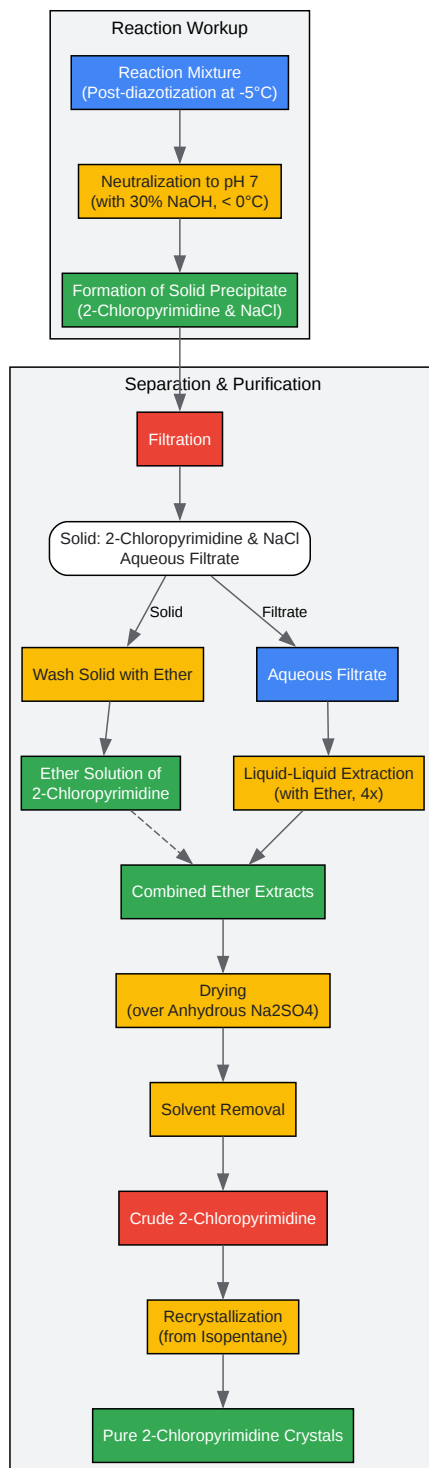 Reaction Workup
Reaction Mixture
(Post-diazotization at -5°C)
Neutralization to pH 7
(with 30% NaOH, < 0°C)
Formation of Solid Precipitate
(2-Chloropyrimidine & NaCl)
Separation & Purification
Filtration
Solid: 2-Chloropyrimidine & NaCl
Aqueous Filtrate
Solid
Filtrate
Wash Solid with Ether
Aqueous Filtrate
Ether Solution of
2-Chloropyrimidine
Liquid-Liquid Extraction
(with Ether, 4x)
Combined Ether Extracts
Drying
(over Anhydrous Na2SO4)
Solvent Removal
Crude 2-Chloropyrimidine
Recrystallization
(from Isopentane)
Pure 2-Chloropyrimidine Crystals